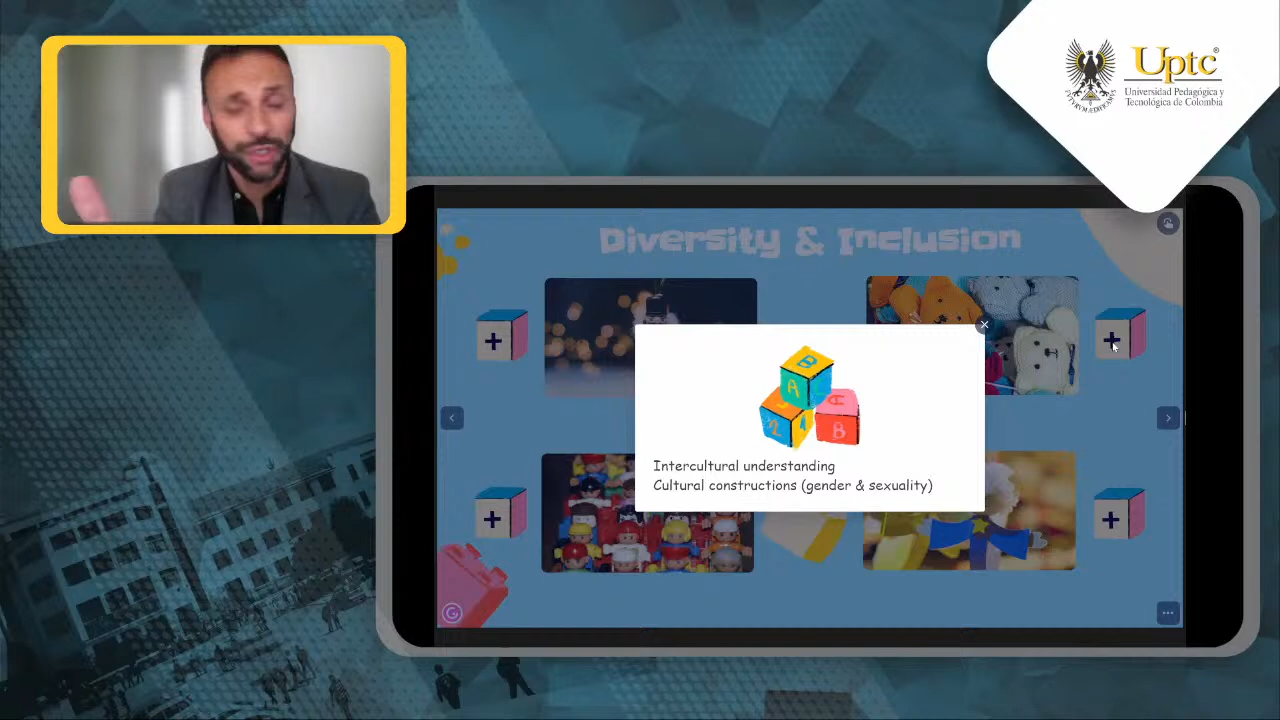 Uptc®
Universidad Pedagógica y
Tecnológica de Colombia
Diversity & Inclusion
+
+
B
A
A
B
Intercultural understanding
Cultural constructions (gender & sexuality)
+
+